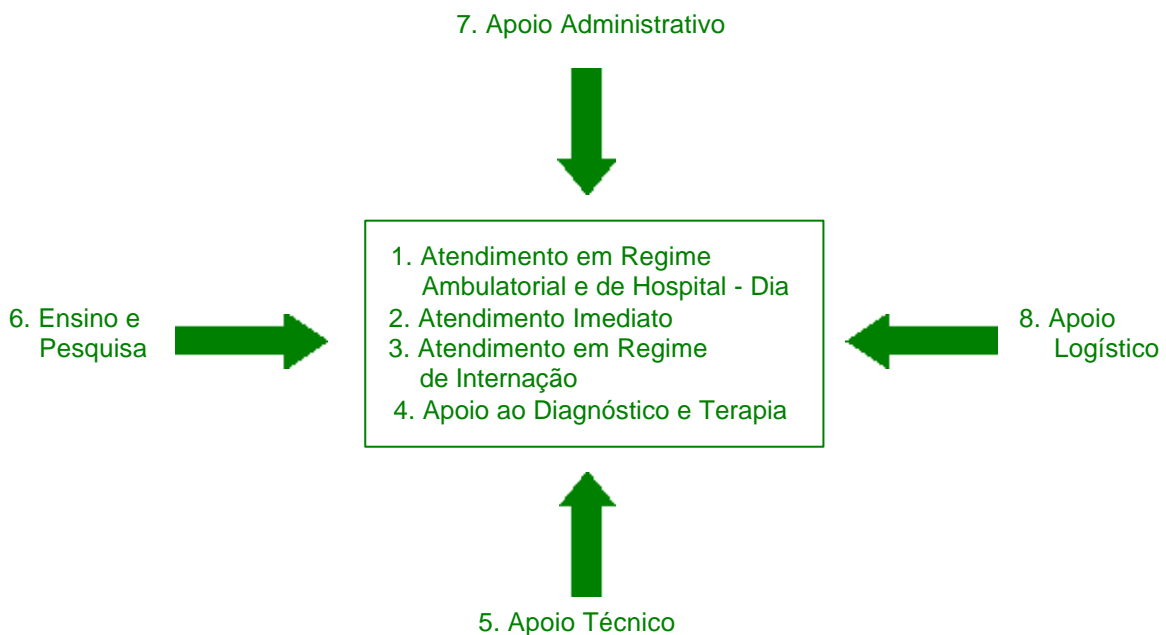 7. Apoio Administrativo
1. Atendimento em Regime
Ambulatorial e de Hospital - Dia
2. Atendimento Imediato
3. Atendimento em Regime
de Internação
4. Apoio ao Diagnóstico e Terapia
6. Ensino e
Pesquisa
8. Apoio
Logístico
5. Apoio Técnico